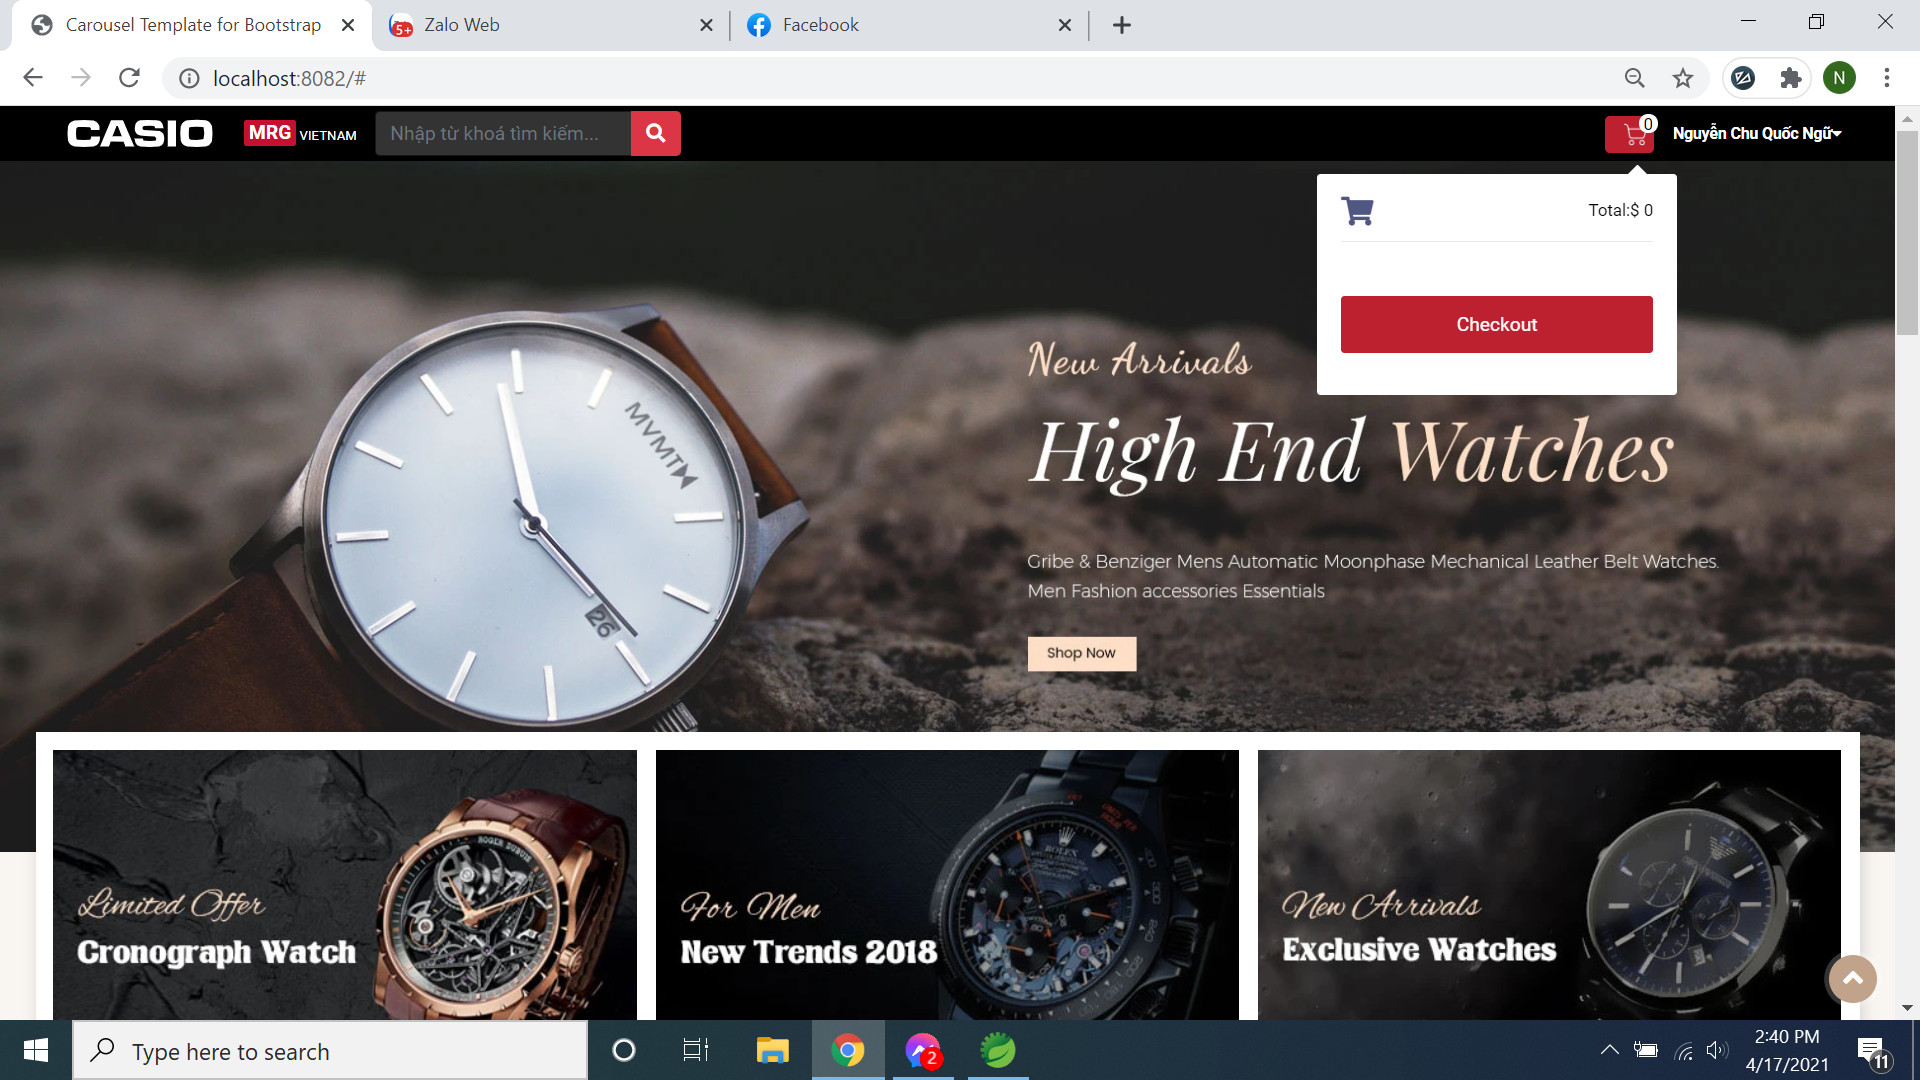 Carousel Template for Bootstrap
5+
Zalo Web
Facebook
localhost:8082/#
N
CASIO
MRG VIETNAM
Nhập từ khoá tìm kiếm...
0
Nguyễn Chu Quốc Ngữ
Total:$ 0
Checkout
New Arrivals
High End Watches
MVMT
26
Gribe & Benziger Mens Automatic Moonphase Mechanical Leather Belt Watches.
Men Fashion accessories Essentials
Shop Now
Limited Offer
Cronograph Watch
ROGER DUBUIS
For Men
New Trends 2018
ROLEX
New Arrivals
Exclusive Watches
Type here to search
2
2:40 PM
4/17/2021
11